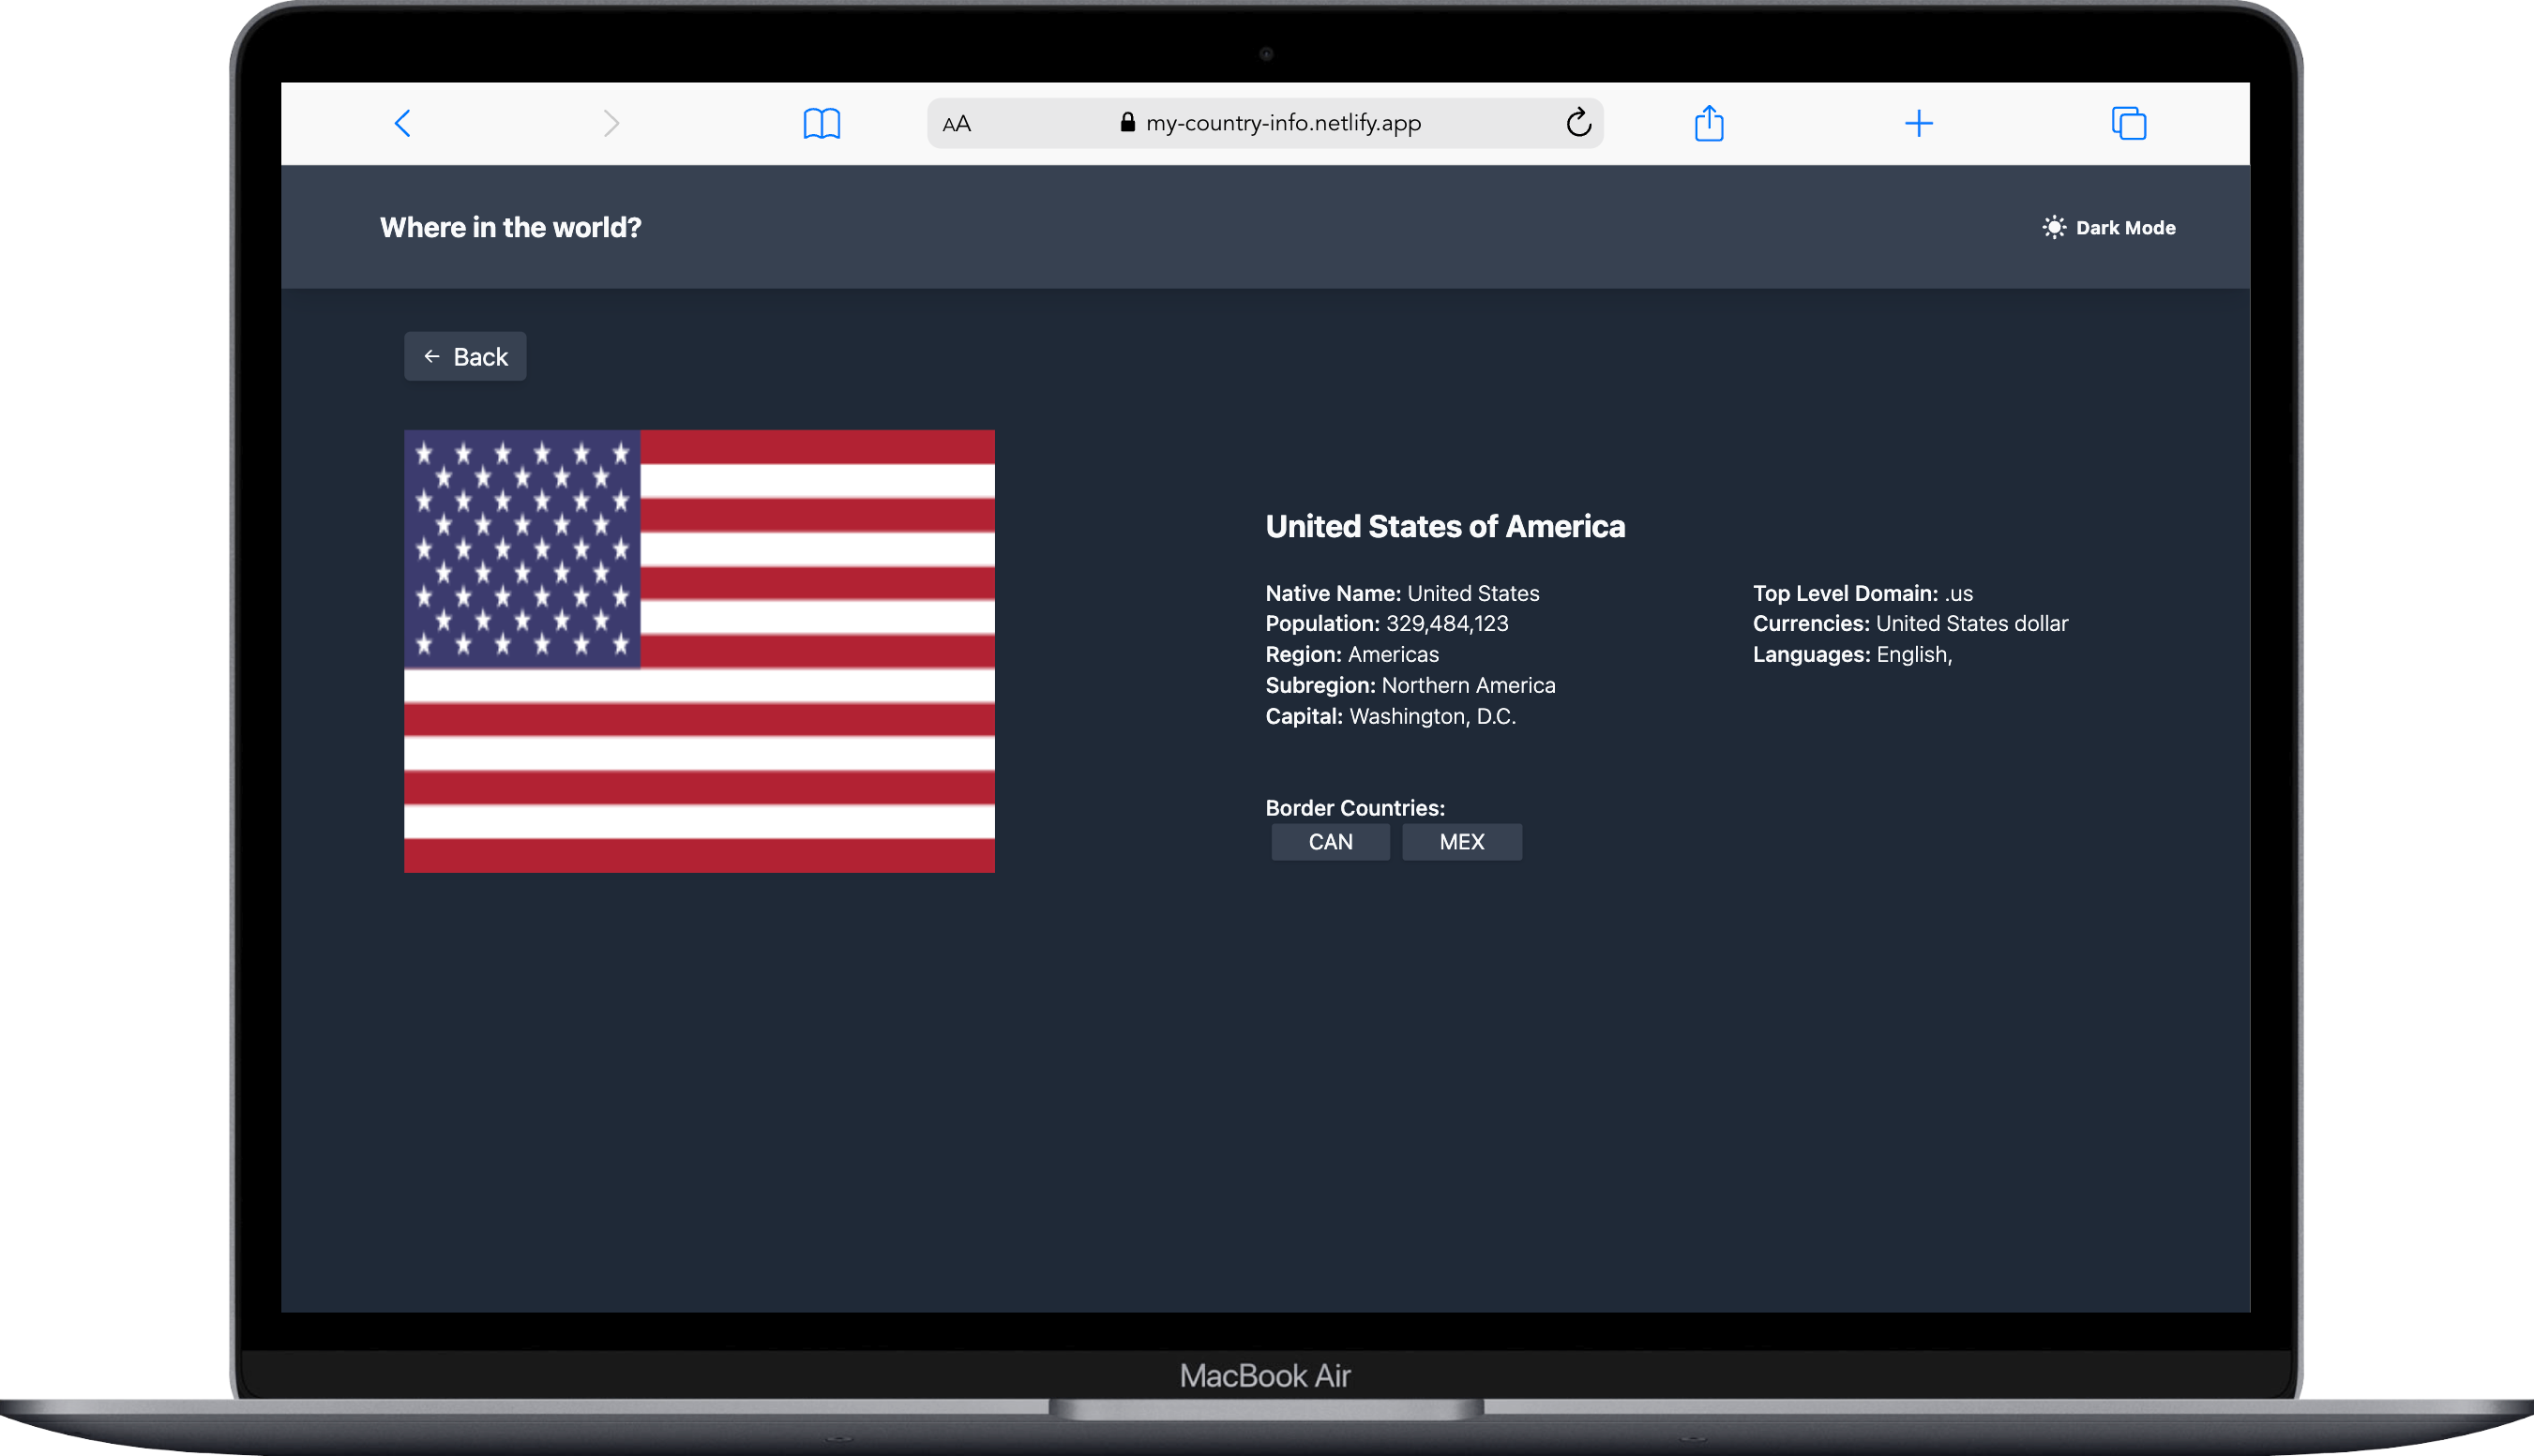 AA my-country-info.netlify.app
Where in the world?
Dark Mode
← Back
United States of America
Native Name: United States
Population: 329,484,123
Region: Americas
Subregion: Northern America
Capital: Washington, D.C.
Top Level Domain: .us
Currencies: United States dollar
Languages: English,
Border Countries:
CAN MEX
MacBook Air